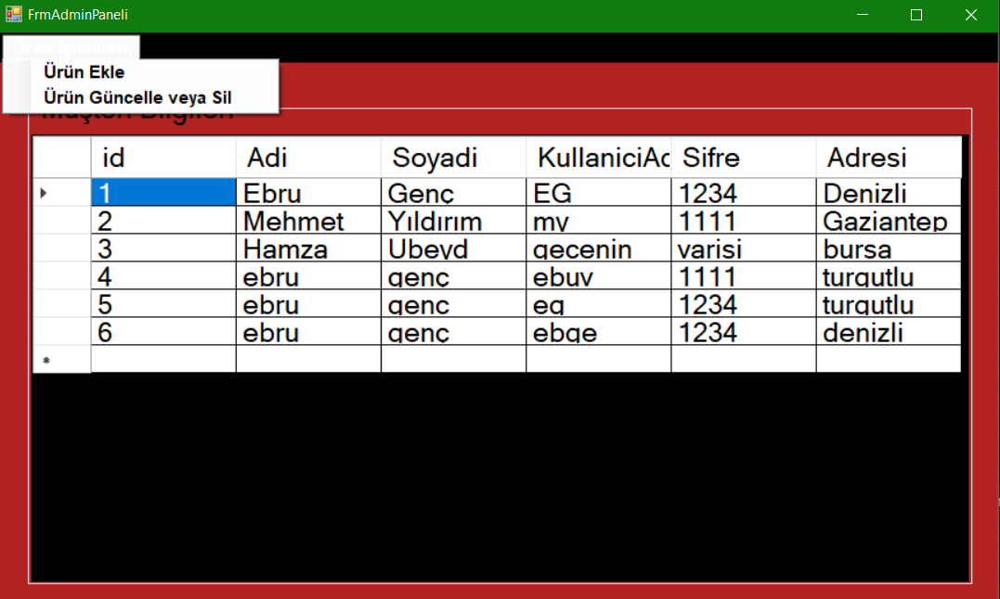 FrmAdminPaneli
Ürün İşlemleri
Ürün Ekle
Ürün Güncelle veya Sil
Müşteri Bilgileri
id Adi Soyadi KullaniciAd Sifre Adresi
1 Ebru Genç EG 1234 Denizli
2 Mehmet Yıldırım my 1111 Gaziantep
3 Hamza Ubeyd gecenin varisi bursa
4 ebru genç ebuy 1111 turgutlu
5 ebru genç eg 1234 turgutlu
6 ebru genç ebge 1234 denizli